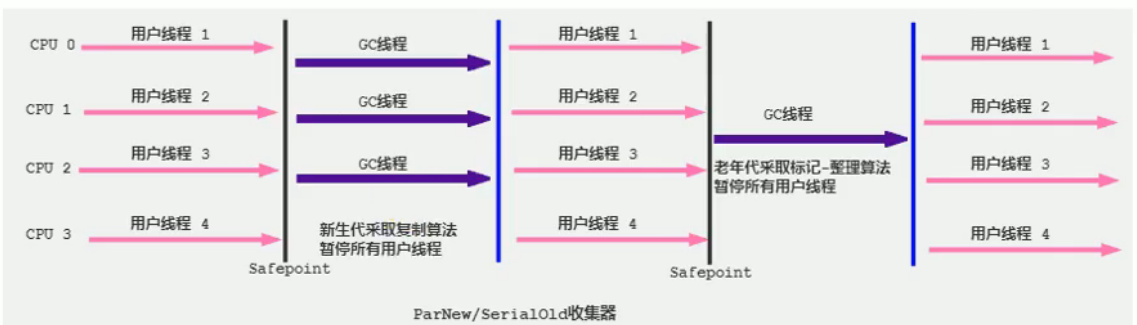 CPU 0
用户线程 1
GC线程
用户线程 1
用户线程 1
CPU 1
用户线程 2
GC线程
用户线程 2
GC线程
用户线程 2
CPU 2
用户线程 3
GC线程
用户线程 3
老年代采取标记-整理算法
暂停所有用户线程
用户线程 3
CPU 3
用户线程 4
新生代采取复制算法
暂停所有用户线程
用户线程 4
用户线程 4
Safepoint
Safepoint
ParNew/SerialOld收集器